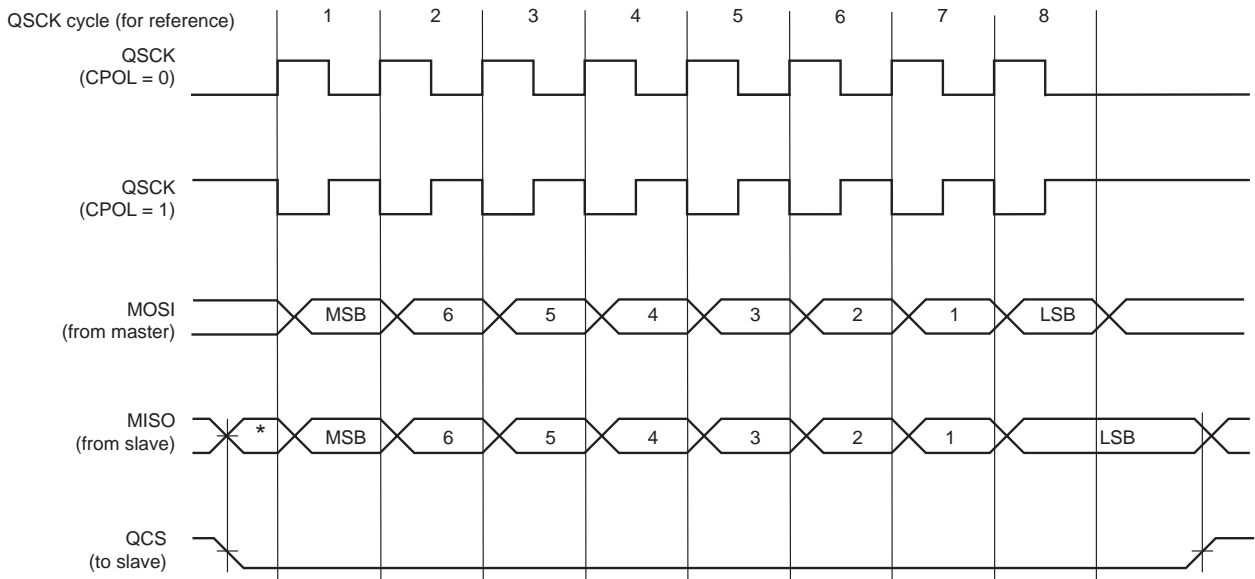 QSCK cycle (for reference)
1 2 3 4 5 6 7 8
QSCK
(CPOL = 0)
QSCK
(CPOL = 1)
MOSI
(from master)
MSB 6 5 4 3 2 1 LSB
MISO
(from slave)
* MSB 6 5 4 3 2 1 LSB
QCS
(to slave)